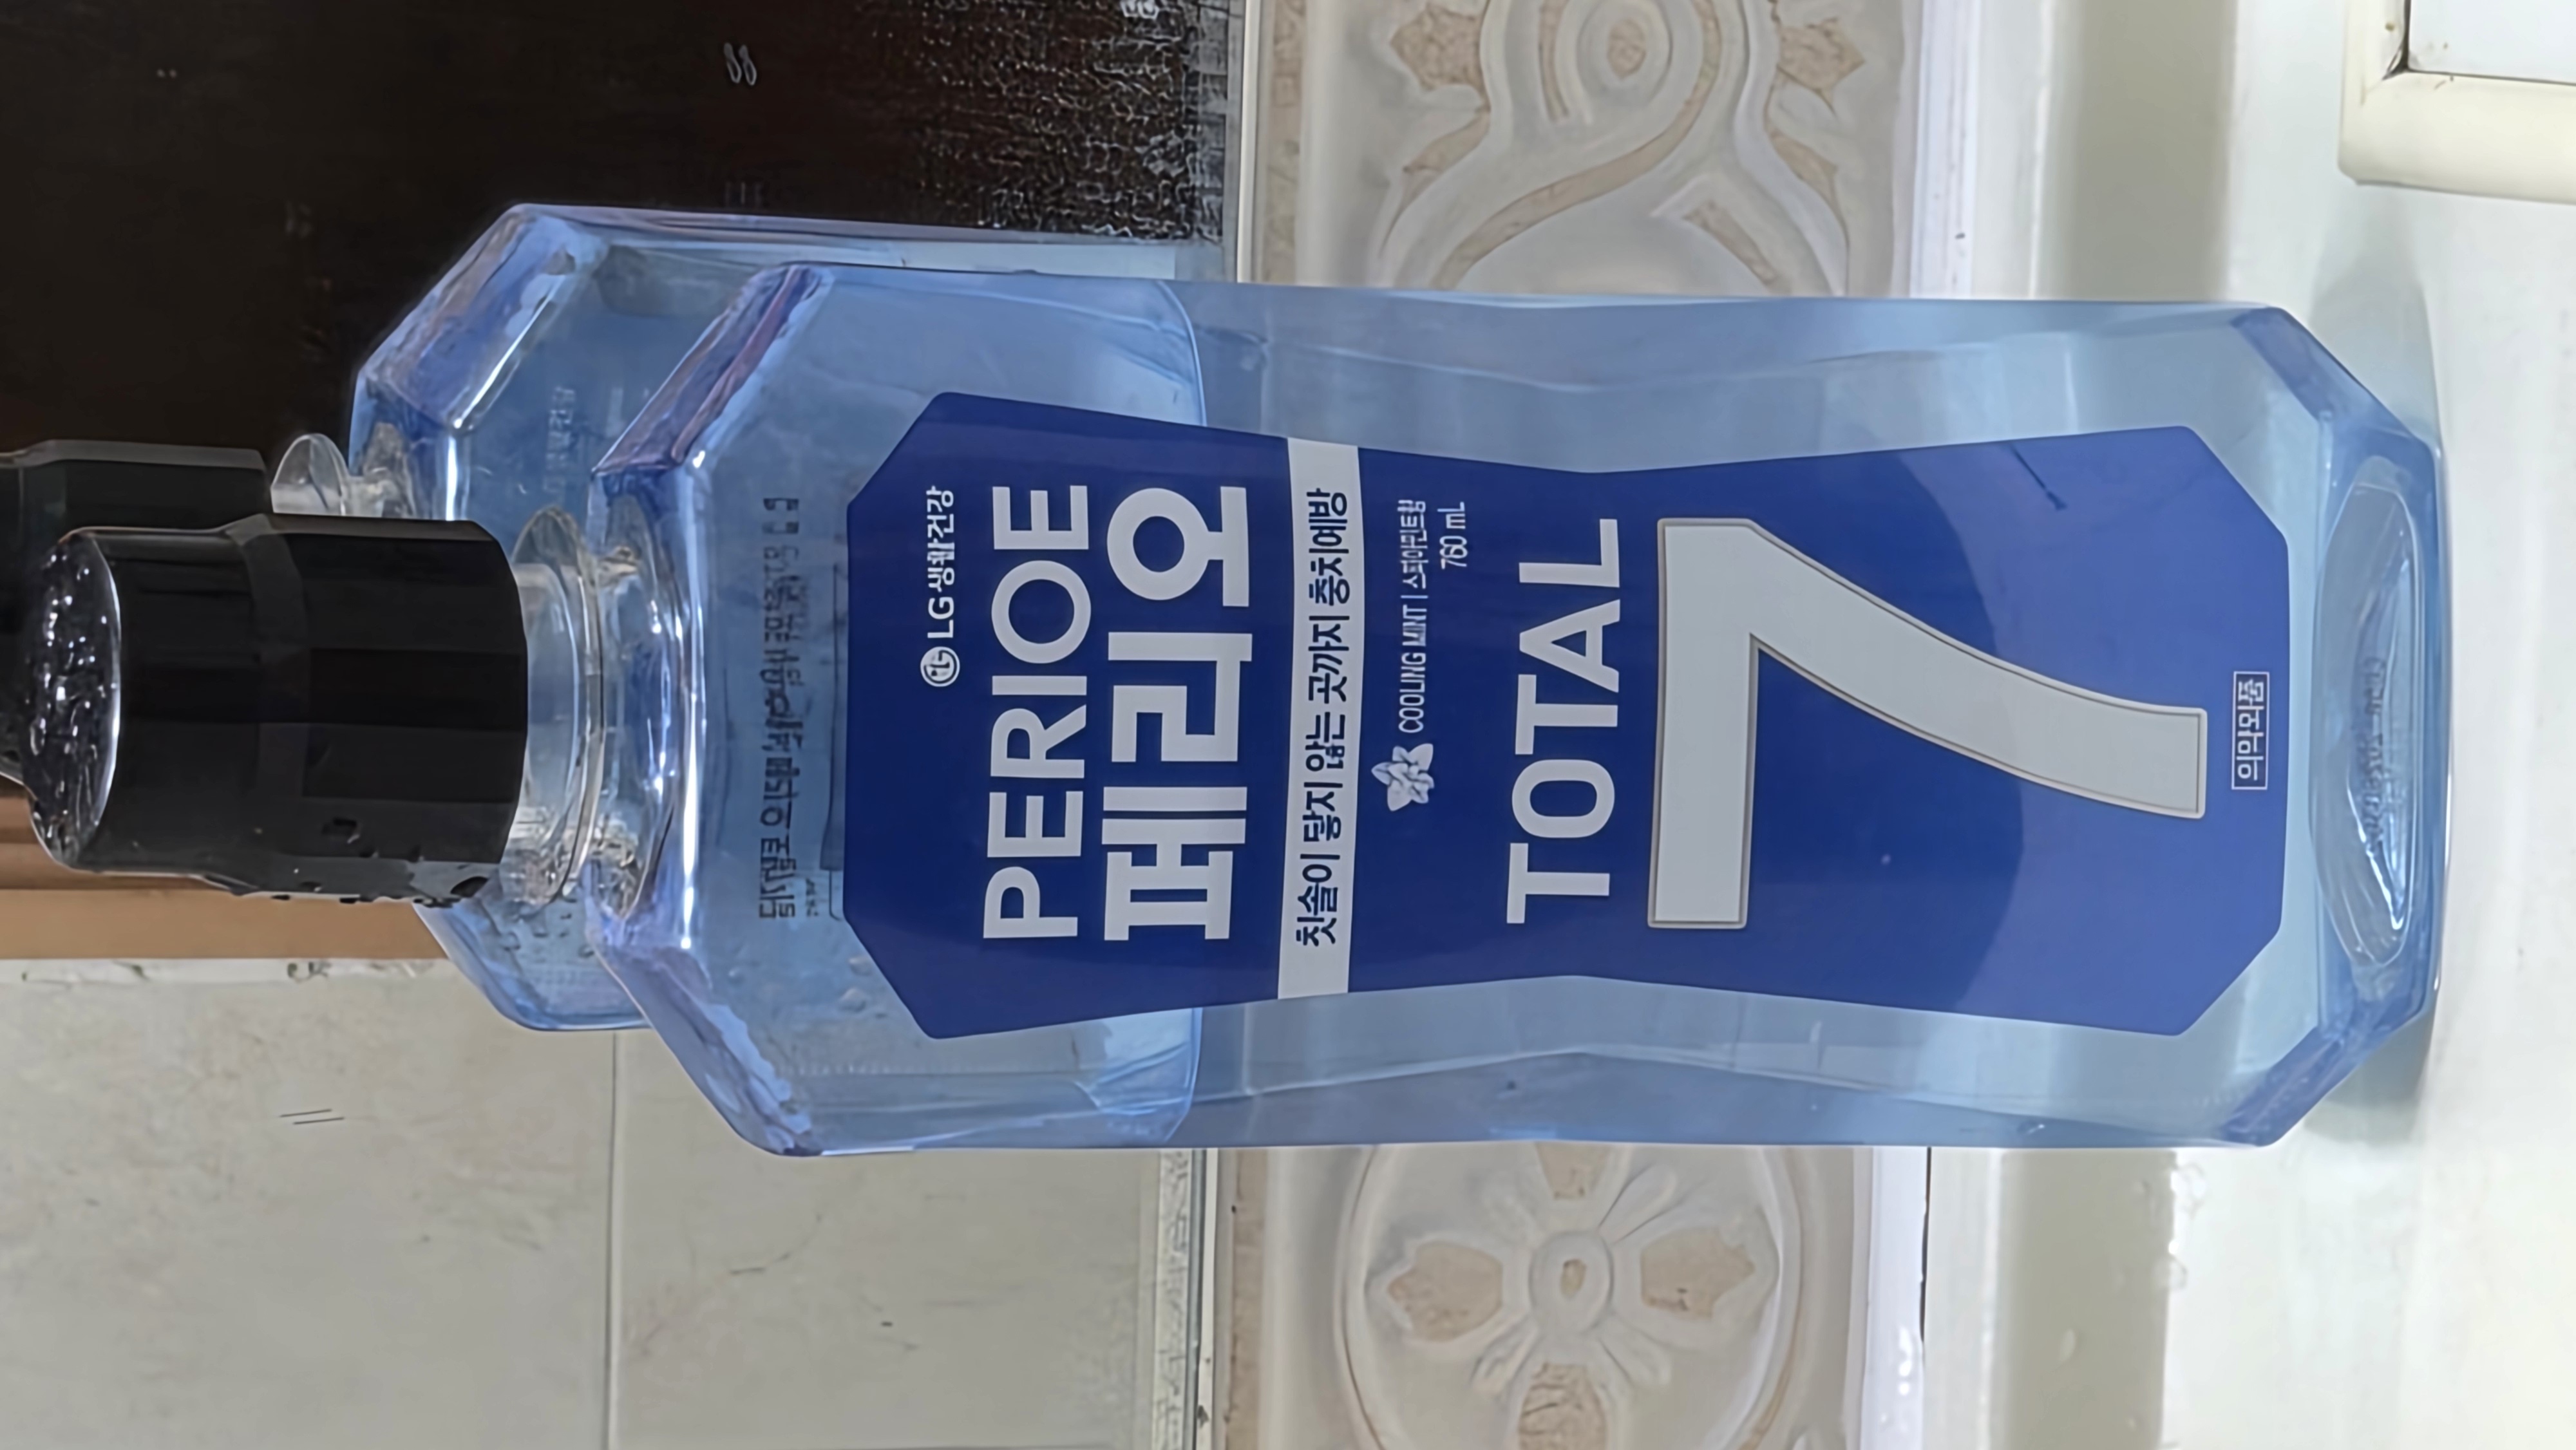 LG생활건강
PERIOE
페리오
칫솔이 닿지 않는 곳까지 충치예방
COOLING MINT | 스피아민트향
760 mL
TOTAL
7
의약외품